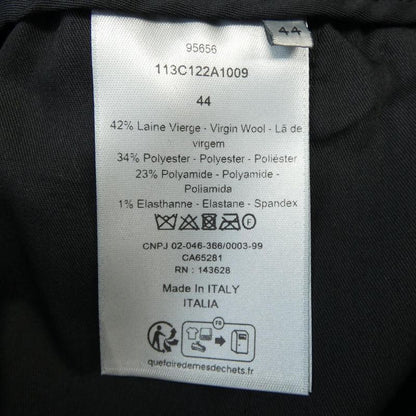 44
95656
113C122A1009
44
42% Laine Vierge - Virgin Wool - Lã de
virgem
34% Polyester - Polyester - Poliéster
23% Polyamide - Polyamide -
Poliamida
1% Elasthanne - Elastane - Spandex
F
CNPJ 02-046-366/0003-99
CA65281
RN : 143628
Made In ITALY
ITALIA
FR
quefairedemesdechets.fr